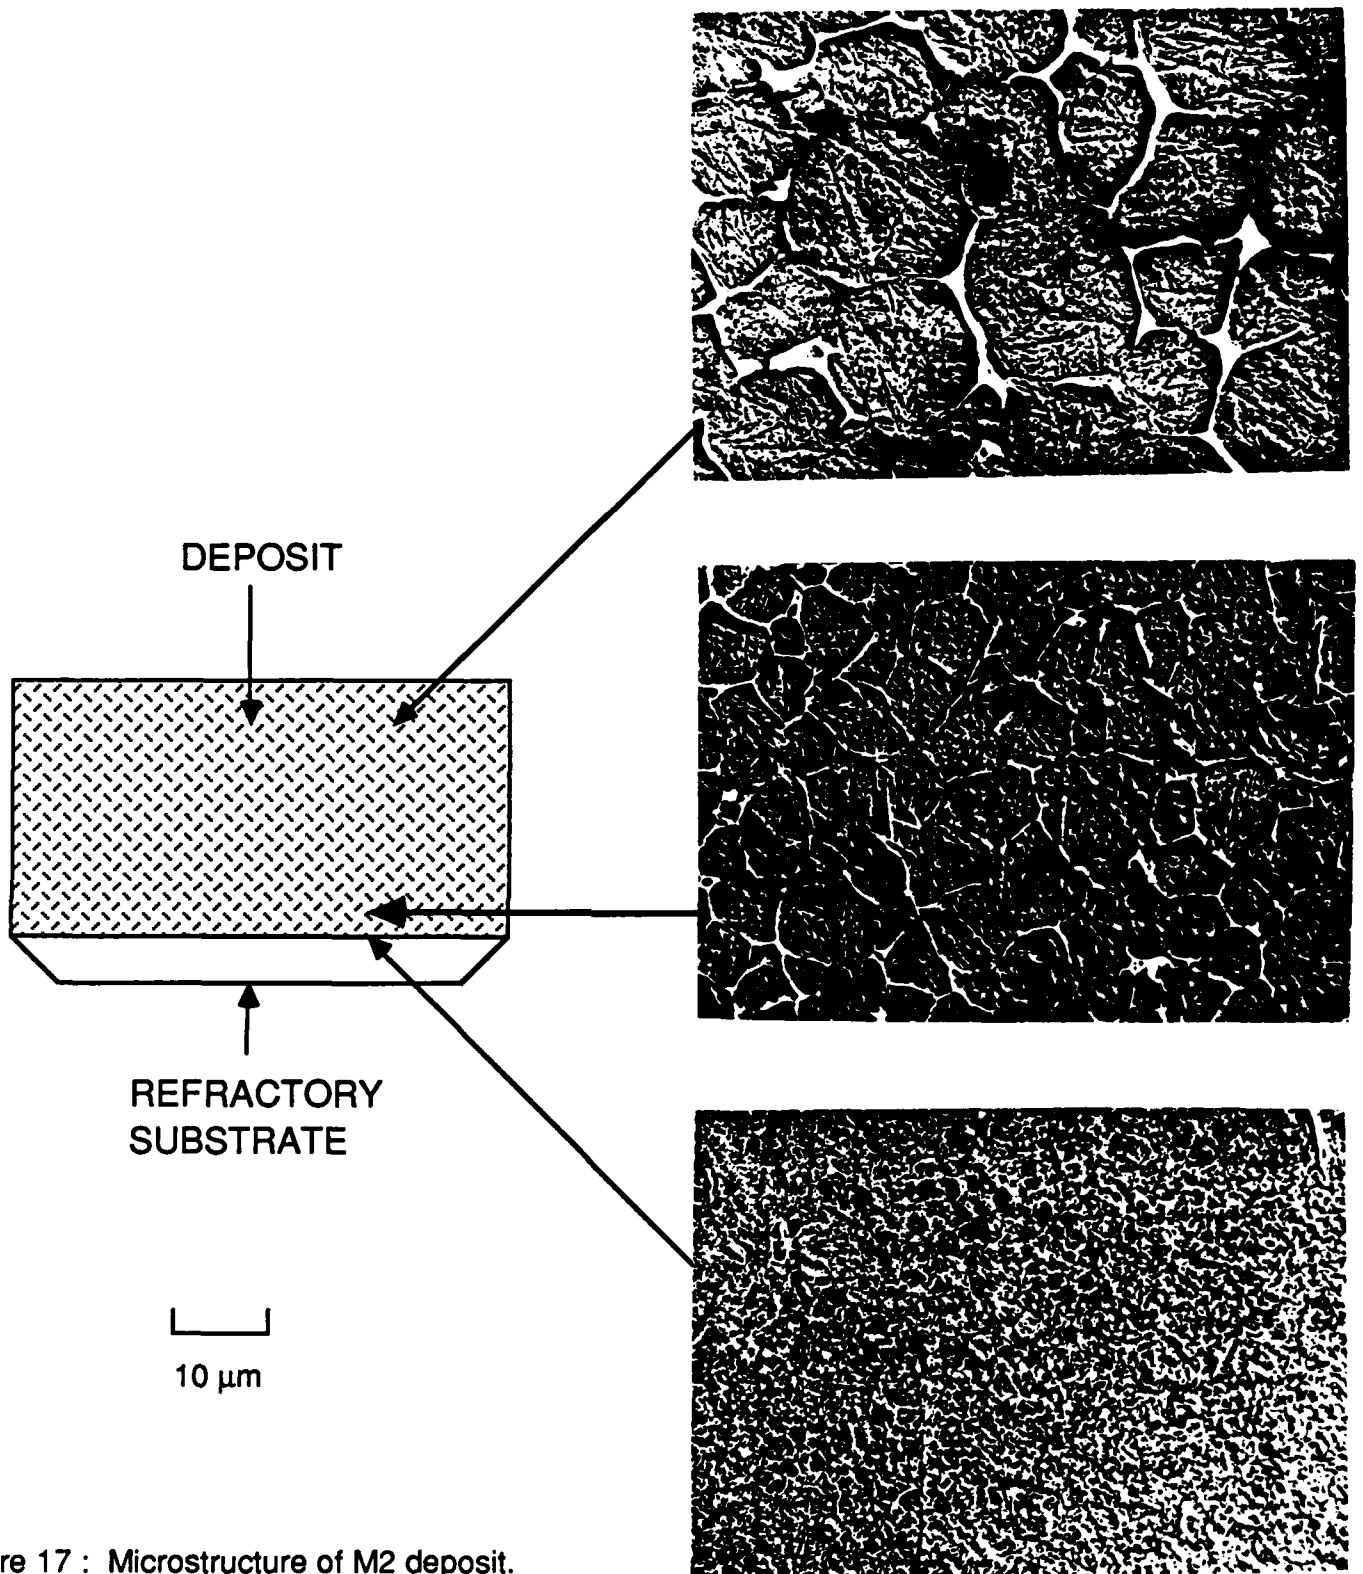 DEPOSIT
REFRACTORY
SUBSTRATE
10 μm
re 17 : Microstructure of M2 deposit.